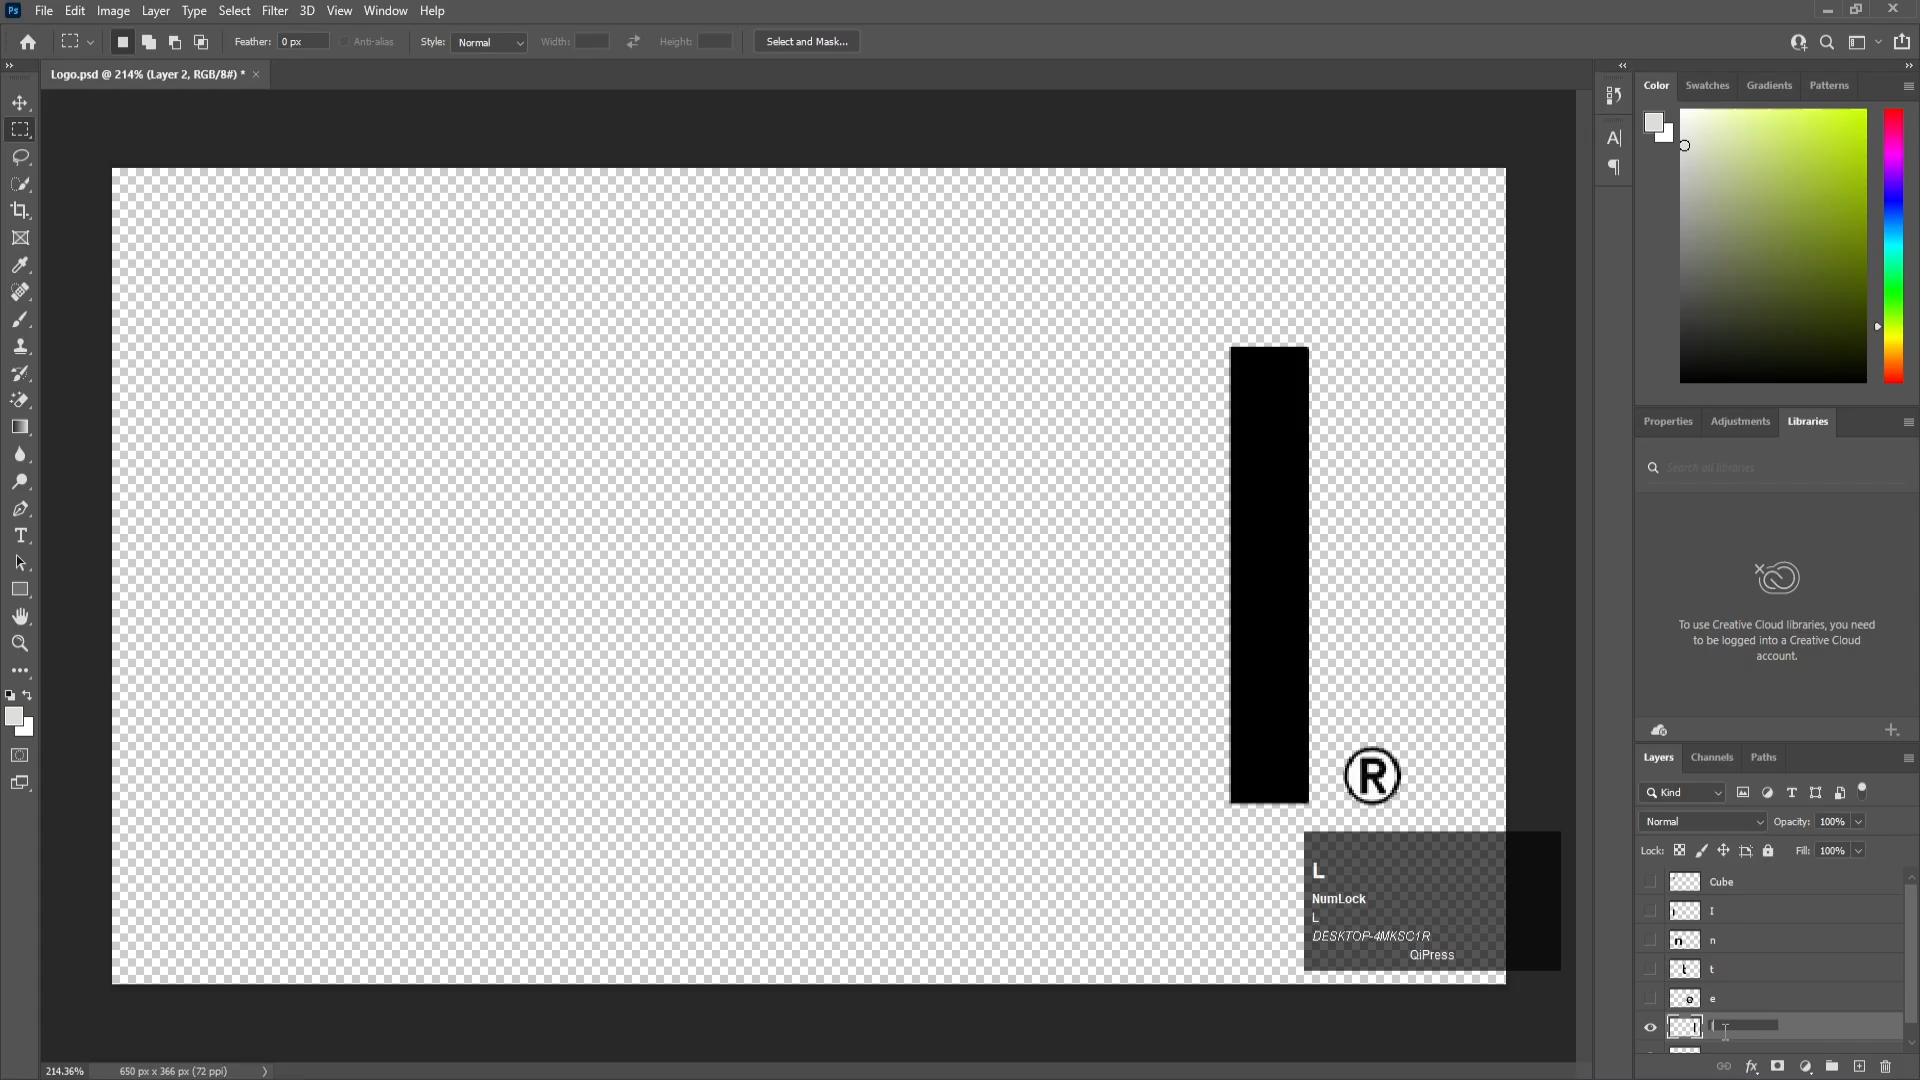 Ps File Edit Image Layer Type Select Filter 3D View Window Help
Feather: 0 px Anti-alias Style: Normal Width: Height: Select and Mask...
Logo.psd @ 214% (Layer 2, RGB/8#) * ×
Color Swatches Gradients Patterns
Properties Adjustments Libraries
Search all libraries
To use Creative Cloud libraries, you need
to be logged into a Creative Cloud
account.
®
L
NumLock
L
DESKTOP-4MKSC1R
QiPress
Layers Channels Paths
Kind
Normal Opacity: 100%
Lock: Fill: 100%
Cube
I
n
t
e
l
214.36% 650 px x 366 px (72 ppi)